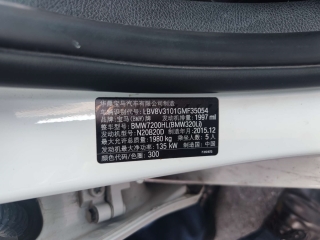 华晨宝马汽车有限公司制造
车辆识别代号:LBV8V3101GMF35054
品牌:宝马(BMW)牌 发动机排量:1997 ml
整车型号:BMW7200HL(BMW320Li)
发动机型号:N20B20D 制造年月:2015.12
最大允许总质量:1980 kg 乘坐人数:5人
发动机最大净功率:135 kW 制造国:中国
颜色代码/色圈:300